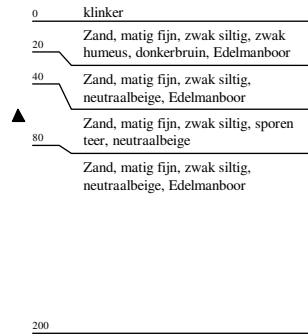 0 klinker
Zand, matig fijn, zwak siltig, zwak
20
humeus, donkerbruin, Edelmanboor
40
Zand, matig fijn, zwak siltig,
neutraalbeige, Edelmanboor
Zand, matig fijn, zwak siltig, sporen
80
teer, neutraalbeige
Zand, matig fijn, zwak siltig,
neutraalbeige, Edelmanboor
200